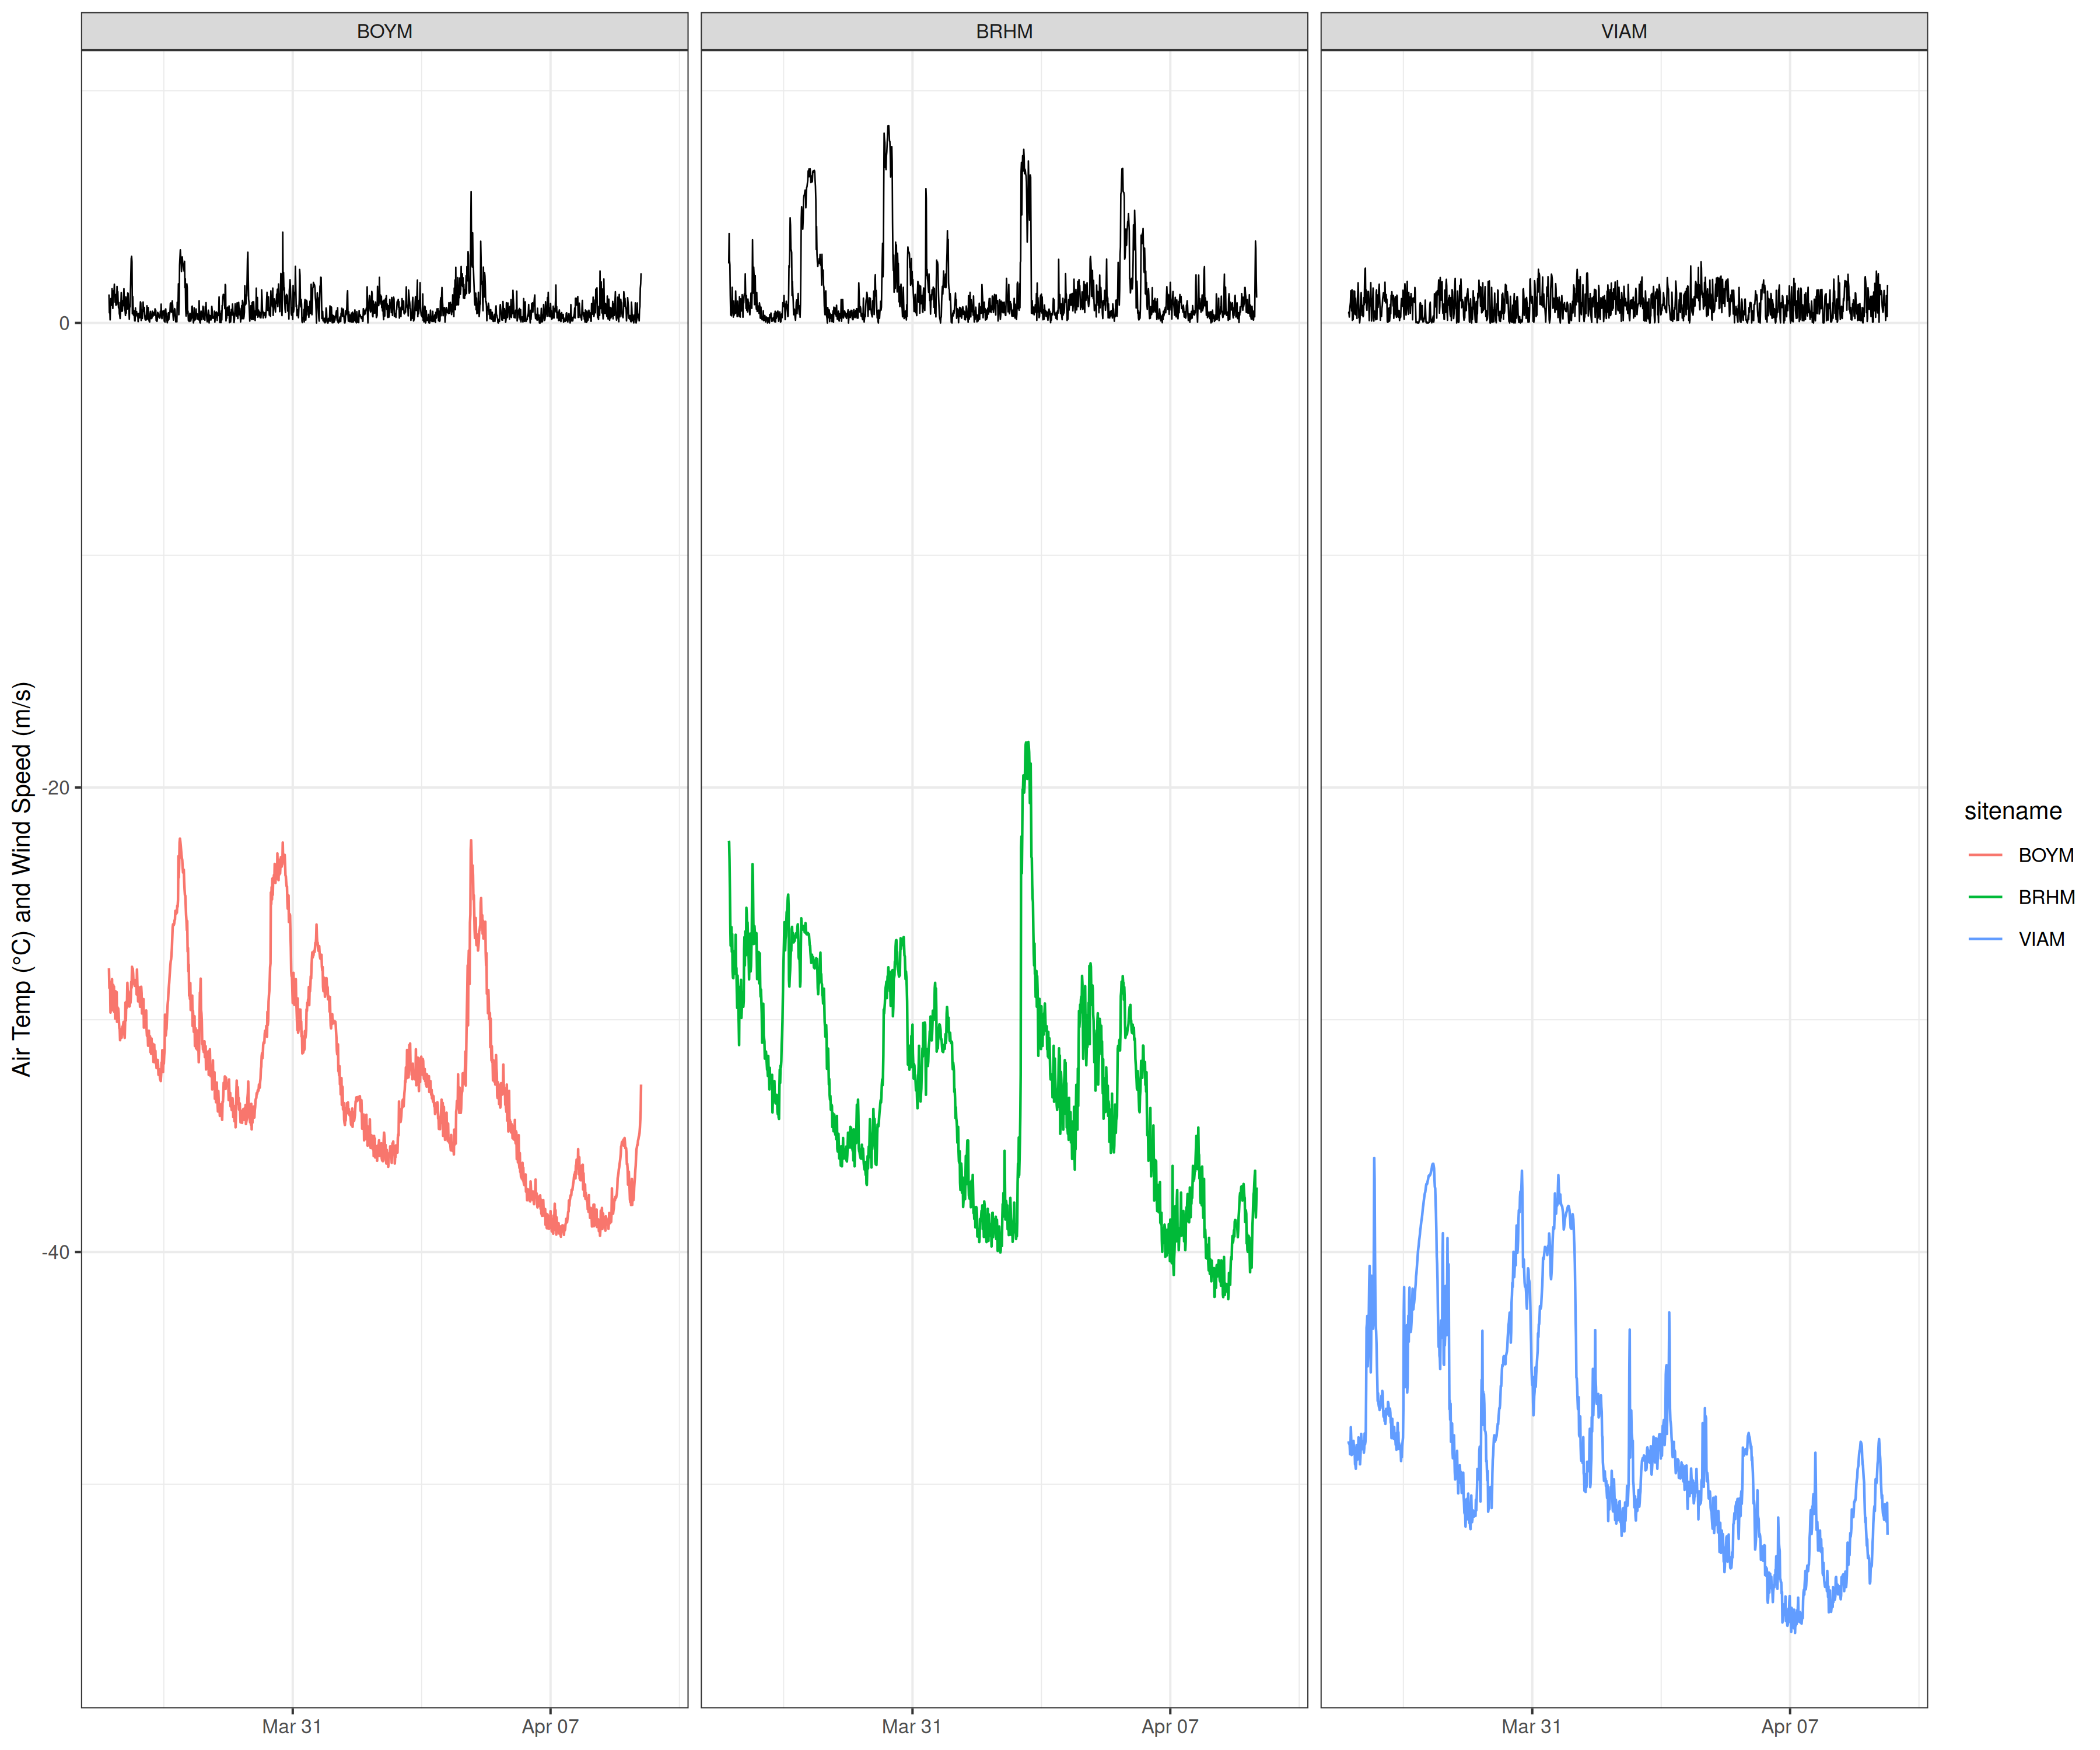 BOYM
BRHM
VIAM
Air Temp (°C) and Wind Speed (m/s)
0
-20
-40
Mar 31
Apr 07
Mar 31
Apr 07
Mar 31
Apr 07
sitename
BOYM
BRHM
VIAM